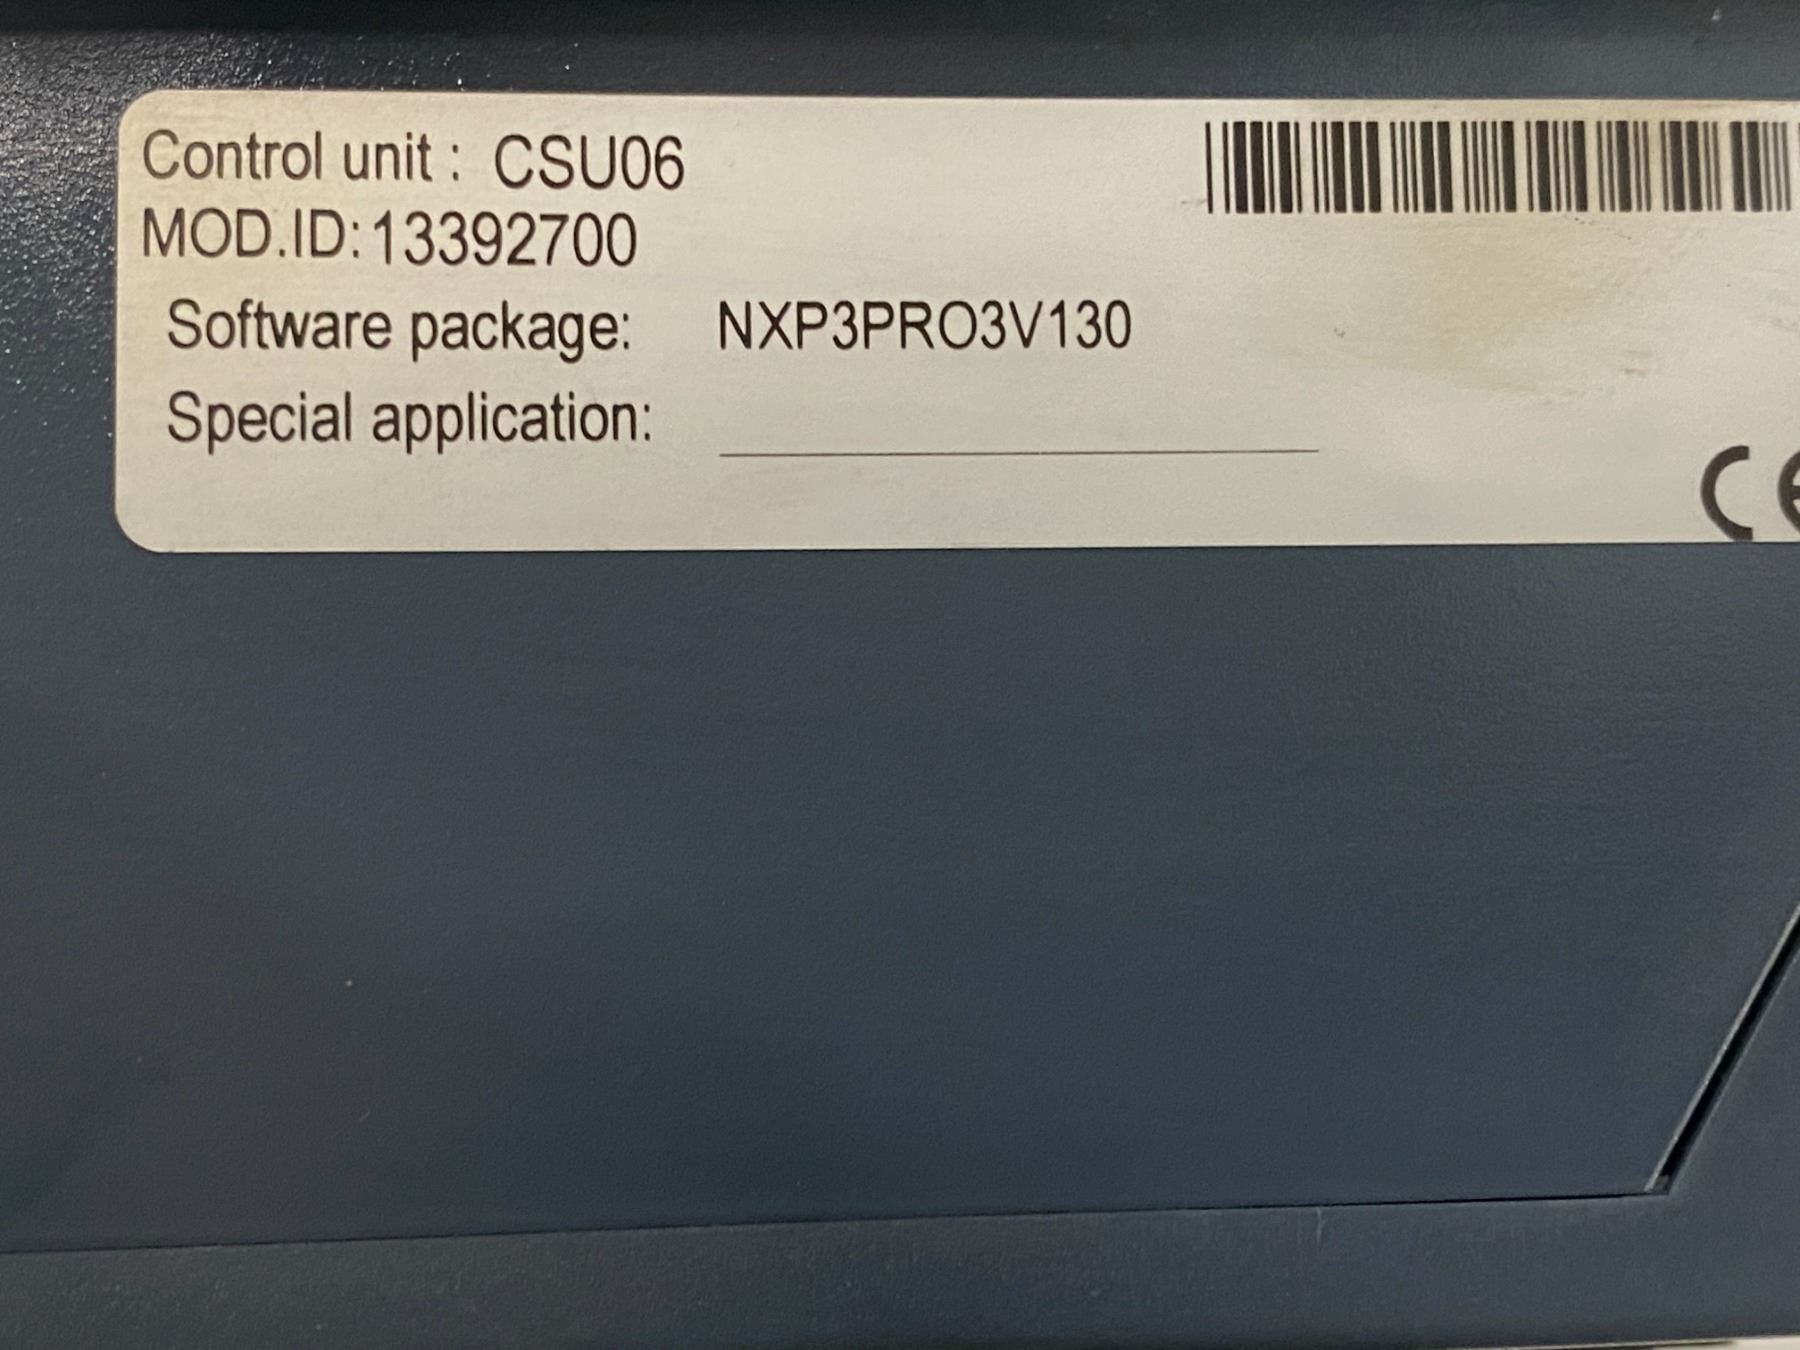 Control unit : CSU06
MOD.ID:13392700
Software package: NXP3PRO3V130
Special application:
CE